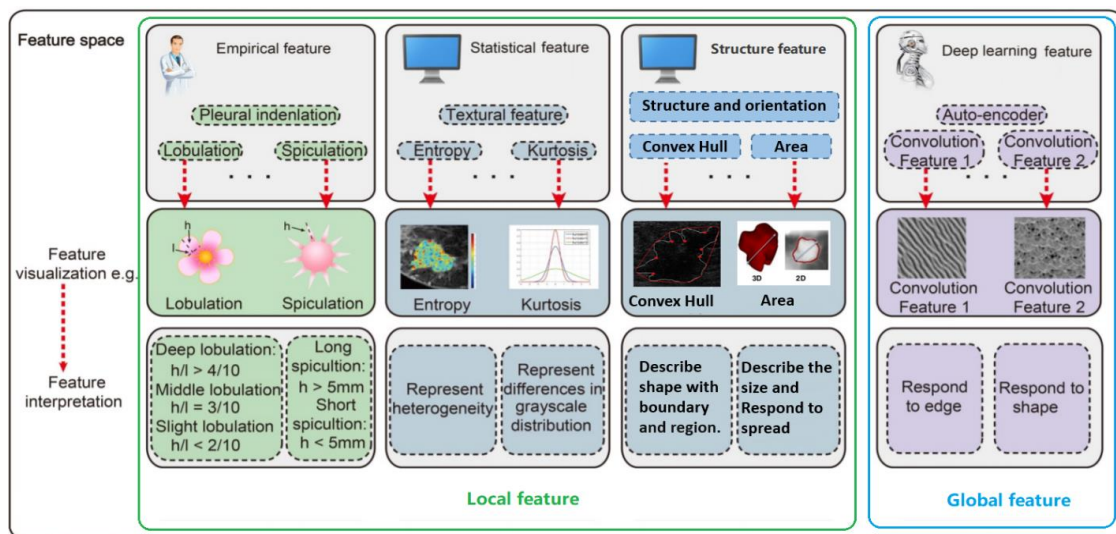 Feature space
Empirical feature
Pleural indenlation
Lobulation
Spiculation
. . .
Statistical feature
Textural feature
Entropy
Kurtosis
. . .
Structure feature
Structure and orientation
Convex Hull
Area
. . .
Deep learning feature
Auto-encoder
Convolution
Feature 1
Convolution
Feature 2
. . .
Feature
visualization e.g.
h
l
Lobulation
h
Spiculation
Entropy
Kurtosis
Convex Hull
3D
2D
Area
Convolution
Feature 1
Convolution
Feature 2
Feature
interpretation
Deep lobulation:
h/l > 4/10
Middle lobulation
h/l = 3/10
Slight lobulation
h/l < 2/10
Long
spicultion:
h > 5mm
Short
spicultion:
h < 5mm
Represent
heterogeneity
Represent
differences in
grayscale
distribution
Describe
shape with
boundary
and region.
Describe the
size and
Respond to
spread
Respond
to edge
Respond to
shape
Local feature
Global feature